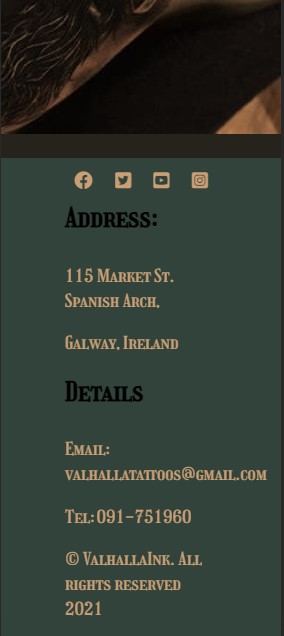 Address:
115 Market St.
Spanish Arch,
Galway, Ireland
Details
Email:
valhallatattoos@gmail.com
Tel: 091-751960
© ValhallaInk. All
rights reserved
2021